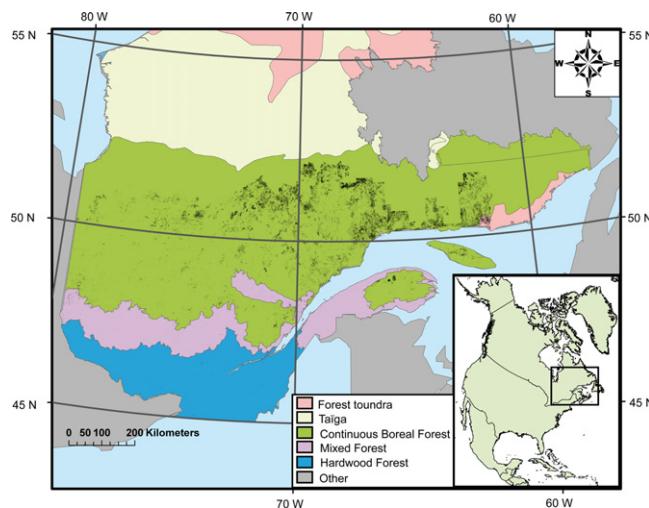 80 W
70 W
60 W
55 N
55 N
N
W
E
S
50 N
50 N
45 N
45 N
0 50 100 200 Kilometers
Forest toundra
Taïga
Continuous Boreal Forest
Mixed Forest
Hardwood Forest
Other
70 W
60 W